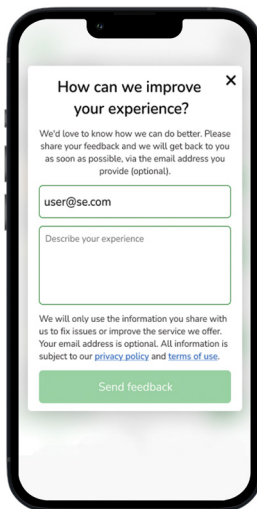 How can we improve
your experience?
We'd love to know how we can do better. Please
share your feedback and we will get back to you
as soon as possible, via the email address you
provide (optional).
user@se.com
Describe your experience
We will only use the information you share with
us to fix issues or improve the service we offer.
Your email address is optional. All information is
subject to our privacy policy and terms of use.
Send feedback